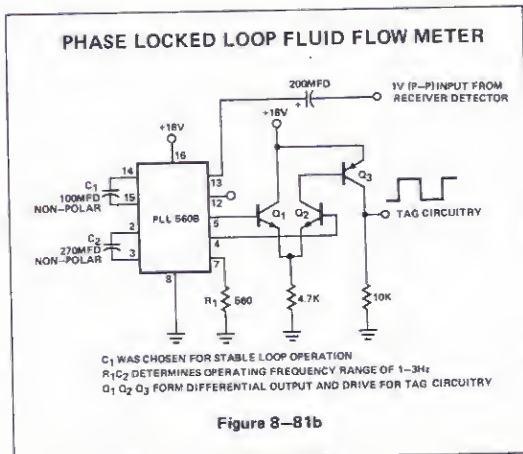 PHASE LOCKED LOOP FLUID FLOW METER
200MFD
+
1V (P-P) INPUT FROM
RECEIVER DETECTOR
+18V
+18V
16
14
13
C1
15
12
100MFD
NON-POLAR
PLL 560B
Q1
Q2
Q3
5
C2
2
4
TAG CIRCUITRY
270MFD
3
7
NON-POLAR
8
R1
560
4.7K
10K
C1 WAS CHOSEN FOR STABLE LOOP OPERATION
R1C2 DETERMINES OPERATING FREQUENCY RANGE OF 1-3Hz
Q1 Q2 Q3 FORM DIFFERENTIAL OUTPUT AND DRIVE FOR TAG CIRCUITRY
Figure 8-81b